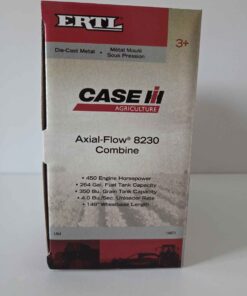 ERTL
Die-Cast Metal • Métal Moulé
Sous Pression
3+
CASE IH
AGRICULTURE
Axial-Flow® 8230
Combine
• 450 Engine Horsepower
• 264 Gal. Fuel Tank Capacity
• 350 Bu. Grain Tank Capacity
• 4.0 Bu./Sec. Unloader Rate
• 149" Wheelbase Length